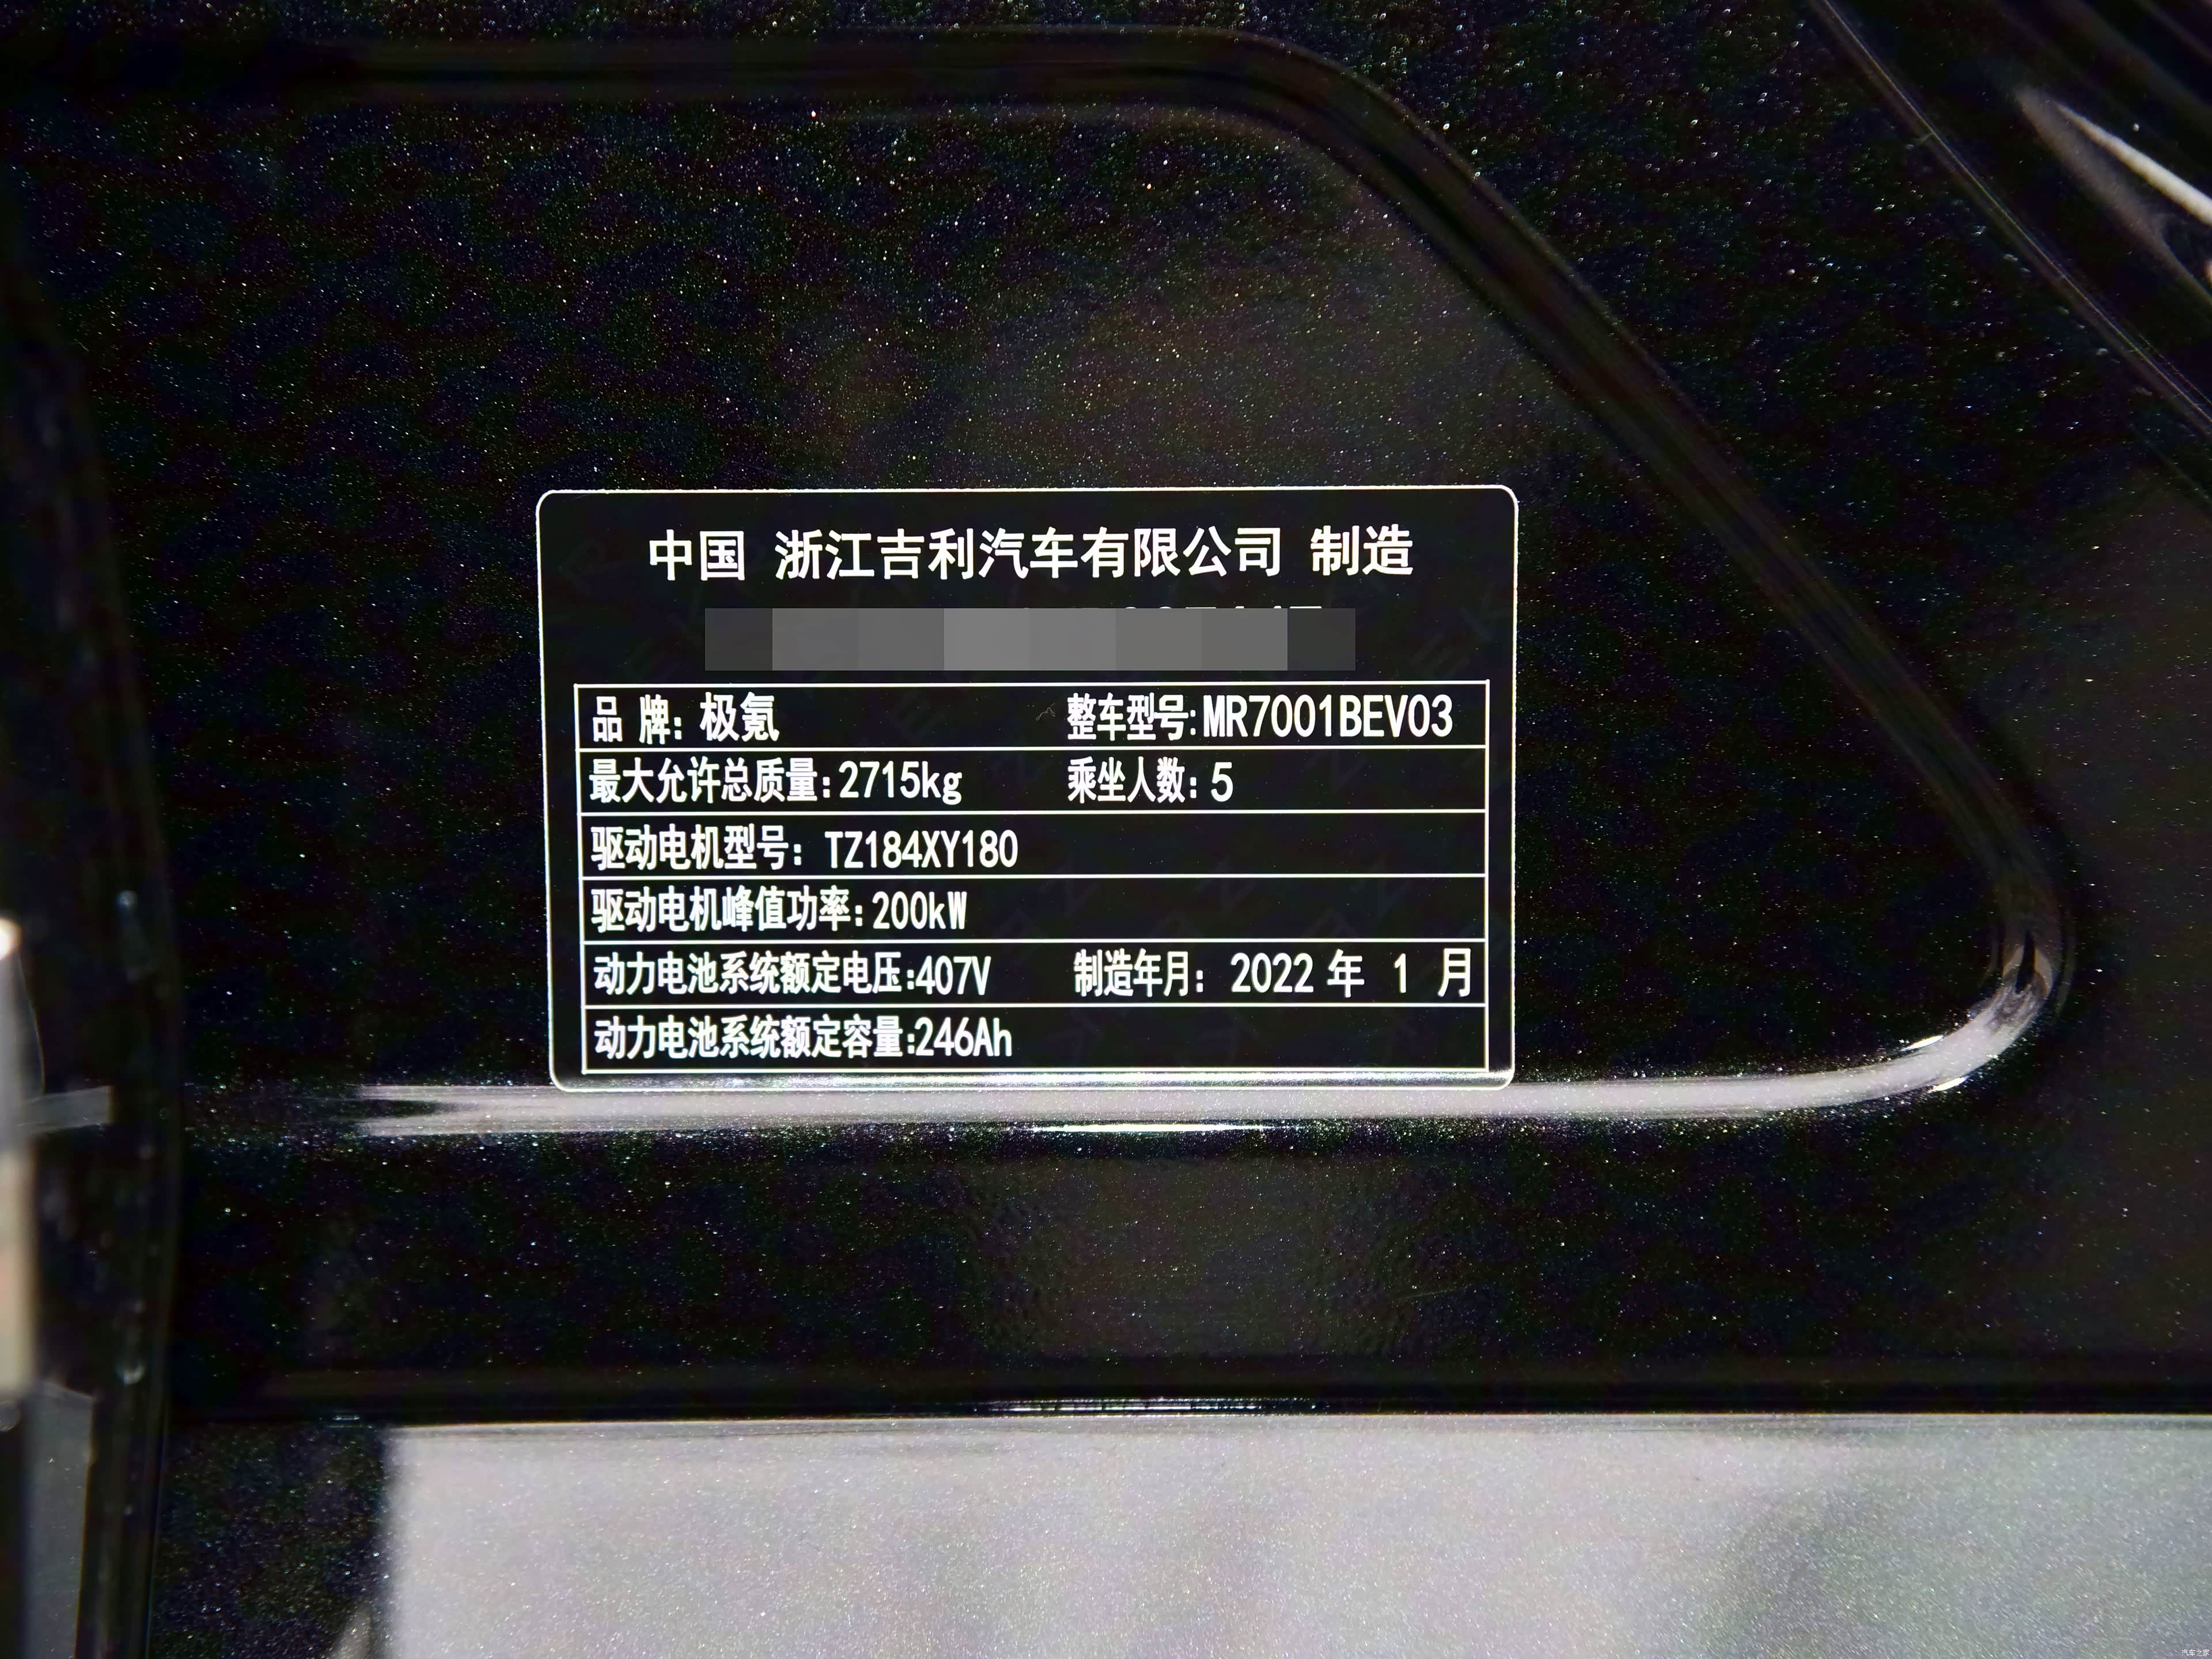 中国 浙江吉利汽车有限公司 制造
品 牌: 极氪 整车型号:MR7001BEV03
最大允许总质量:2715kg 乘坐人数: 5
驱动电机型号: TZ184XY180
驱动电机峰值功率:200kW
动力电池系统额定电压:407V 制造年月: 2022 年 1 月
动力电池系统额定容量:246Ah
汽车之家